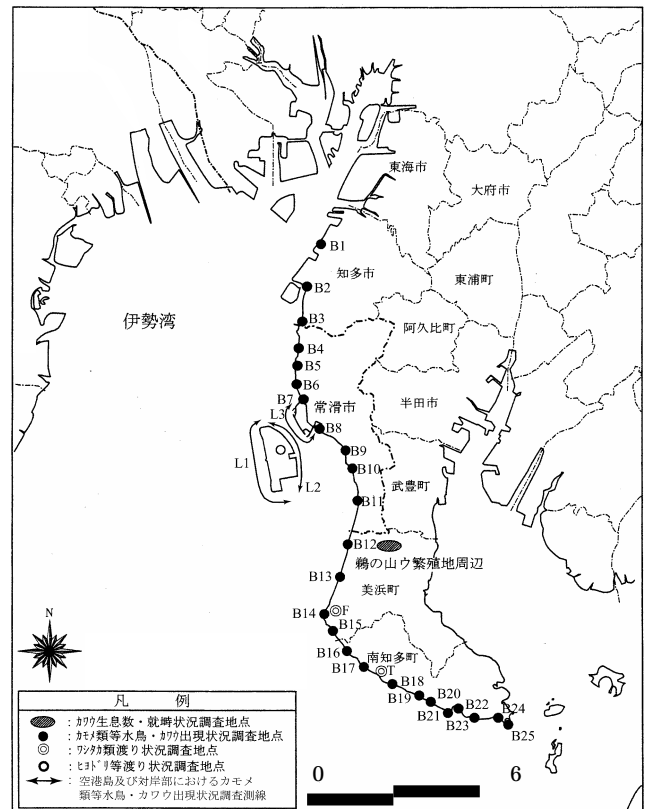 東海市
大府市
B1
知多市
東浦町
B2
伊勢湾
B3
阿久比町
B4
B5
B6
半田市
B7
常滑市
L3
B8
B9
L1
B10
L2
武豊町
B11
B12
鵜の山ウ繁殖地周辺
B13
美浜町
B14
F
B15
N
B16
南知多町
B17
T
B18
B19
B20
B21
B22
B23
B24
B25
凡 例
：ｶﾜｳ生息数・就塒状況調査地点
：ｶﾓﾒ類等水鳥・ｶﾜｳ出現状況調査地点
：ﾜｼﾀｶ類渡り状況調査地点
：ﾋﾖﾄﾞﾘ等渡り状況調査地点
：空港島及び対岸部におけるカモメ
類等水鳥・カワウ出現状況調査測線
0 6